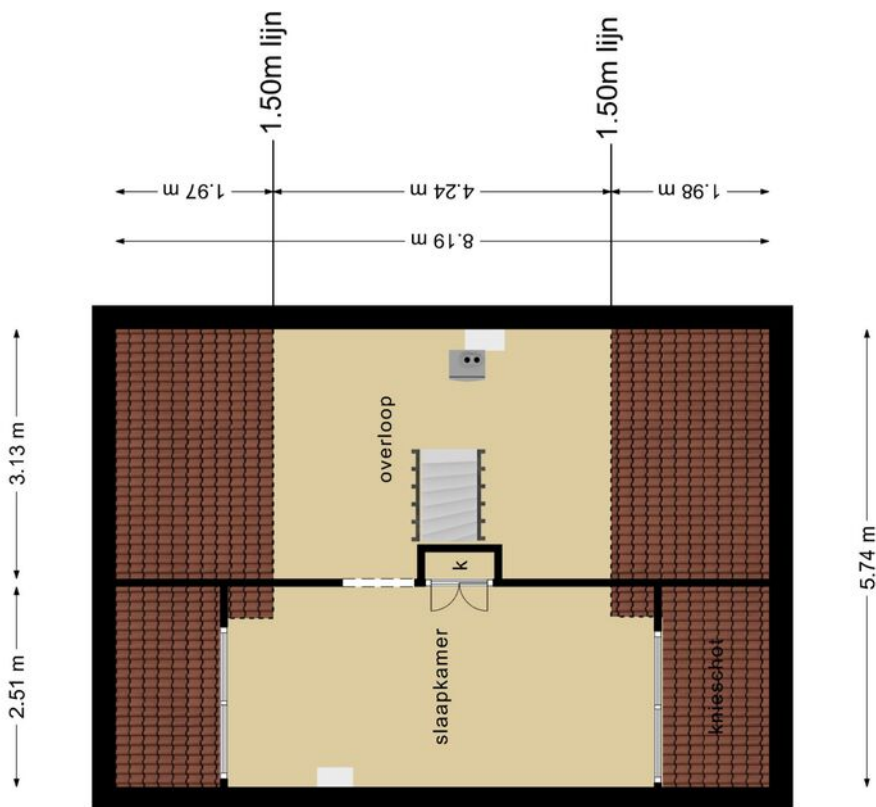 1.50m lijn
1.50m lijn
1.97 m
4.24 m
1.98 m
8.19 m
3.13 m
2.51 m
5.74 m
overloop
k
slaapkamer
knieschot